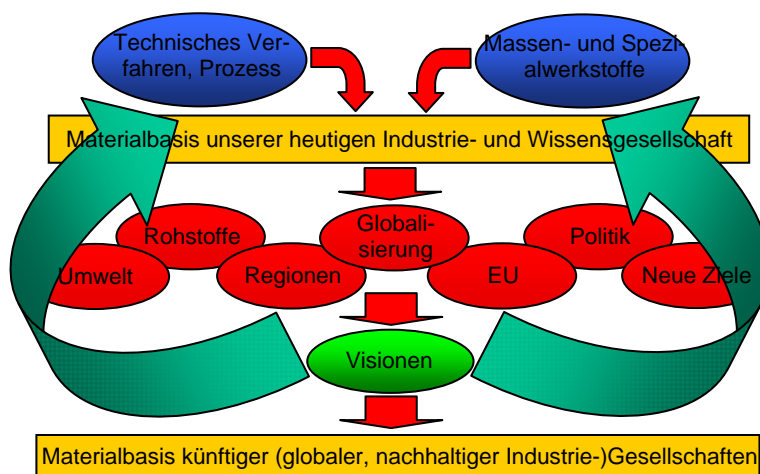 Technisches Ver-
fahren, Prozess
Massen- und Spezi-
alwerkstoffe
Materialbasis unserer heutigen Industrie- und Wissensgesellschaft
Umwelt
Rohstoffe
Regionen
Globali-
sierung
EU
Politik
Neue Ziele
Visionen
Materialbasis künftiger (globaler, nachhaltiger Industrie-)Gesellschaften